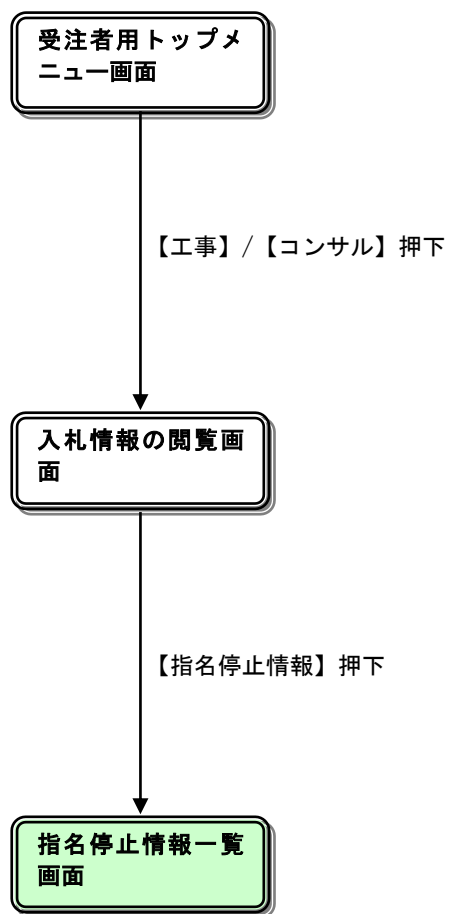 受注者用トップメ
ニュー画面
【工事】/【コンサル】押下
入札情報の閲覧画
面
【指名停止情報】押下
指名停止情報一覧
画面